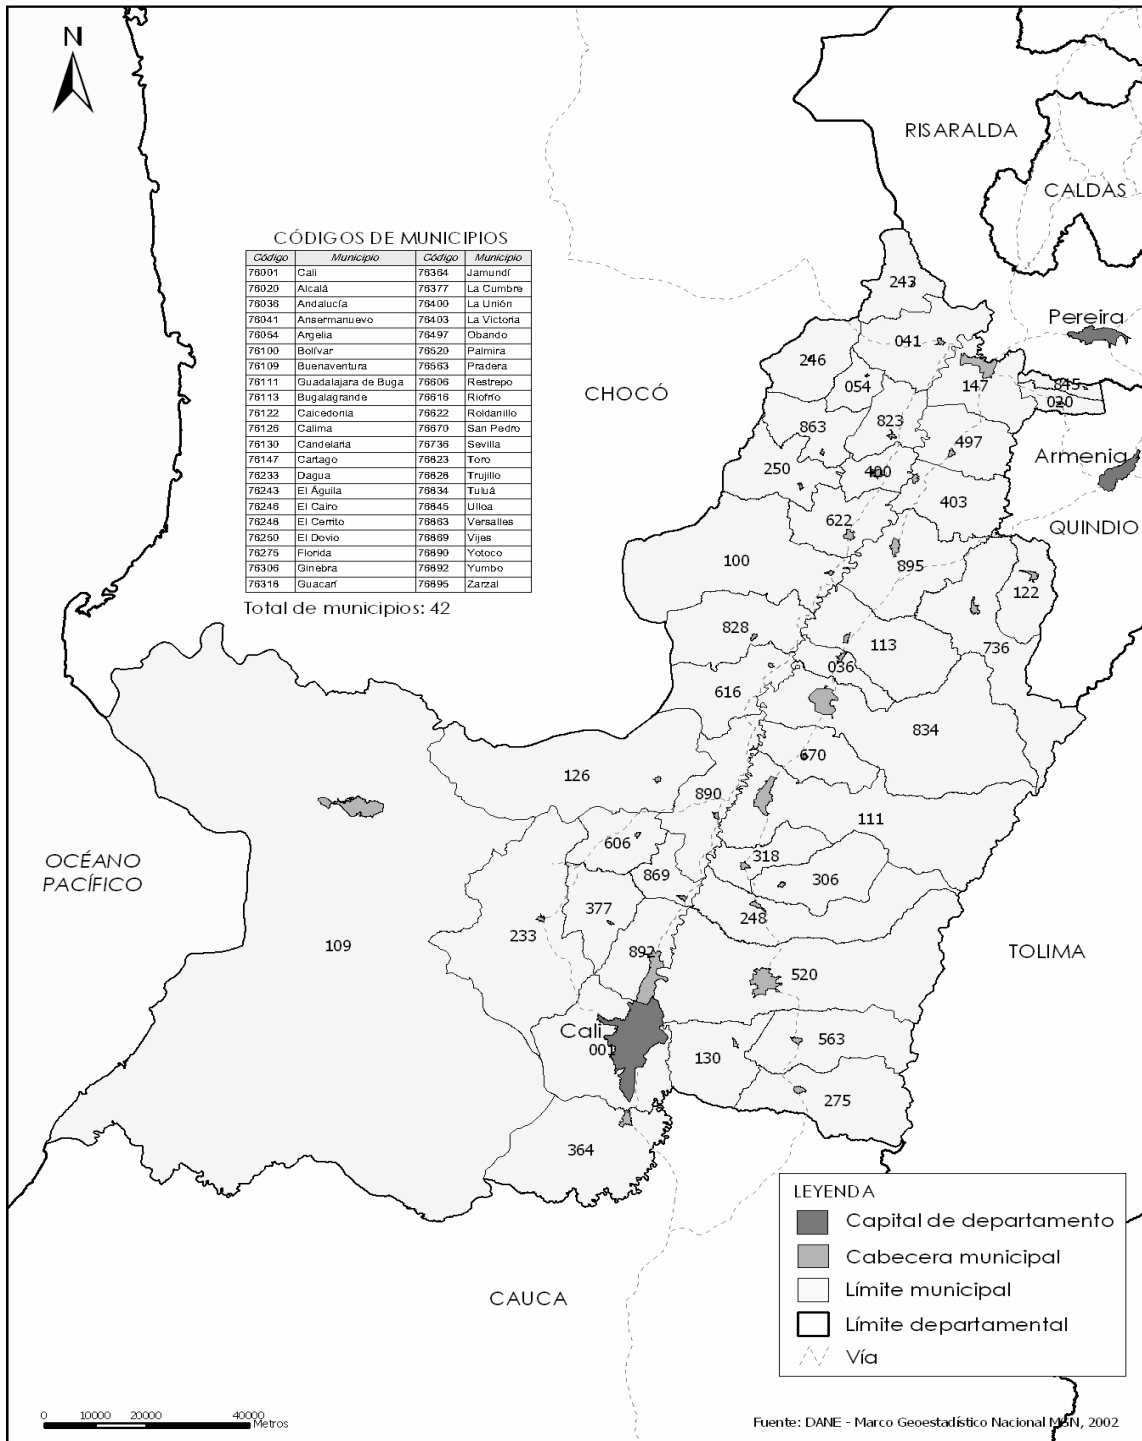 N
RISARALDA
CALDAS
CÓDIGOS DE MUNICIPIOS
Código Municipio Código Municipio
76001 Cali 76364 Jamundí
76020 Alcalá 76377 La Cumbre
76036 Andalucía 76400 La Unión
76041 Ansermanuevo 76403 La Victoria
76054 Argelia 76497 Obando
76100 Bolívar 76520 Palmira
76109 Buenaventura 76563 Pradera
76111 Guadalajara de Buga 76606 Restrepo
76113 Bugalagrande 76616 Riofrío
76122 Caicedonia 76622 Roldanillo
76126 Calima 76670 San Pedro
76130 Candelaria 76736 Sevilla
76147 Cartago 76823 Toro
76233 Dagua 76828 Trujillo
76243 El Águila 76834 Tuluá
76246 El Cairo 76845 Ulloa
76248 El Cerrito 76863 Versalles
76250 El Dovio 76869 Vijes
76275 Florida 76890 Yotoco
76306 Ginebra 76892 Yumbo
76318 Guacarí 76895 Zarzal
Total de municipios: 42
243
Pereira
041
246
054
147
845
020
CHOCÓ
823
863
497
Armenia
250
400
403
622
QUINDIO
100
895
122
828
113
736
036
616
834
670
126
890
111
606
318
OCÉANO
PACÍFICO
869
306
377
248
233
109
892
TOLIMA
520
Cali
001
563
130
275
364
LEYENDA
Capital de departamento
Cabecera municipal
Límite municipal
Límite departamental
Vía
CAUCA
0 10000 20000 40000
Metros
Fuente: DANE - Marco Geoestadístico Nacional MGN, 2002